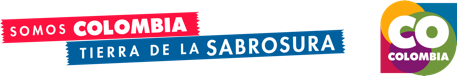 SOMOS COLOMBIA
TIERRA DE LA SABROSURA
CO
COLOMBIA